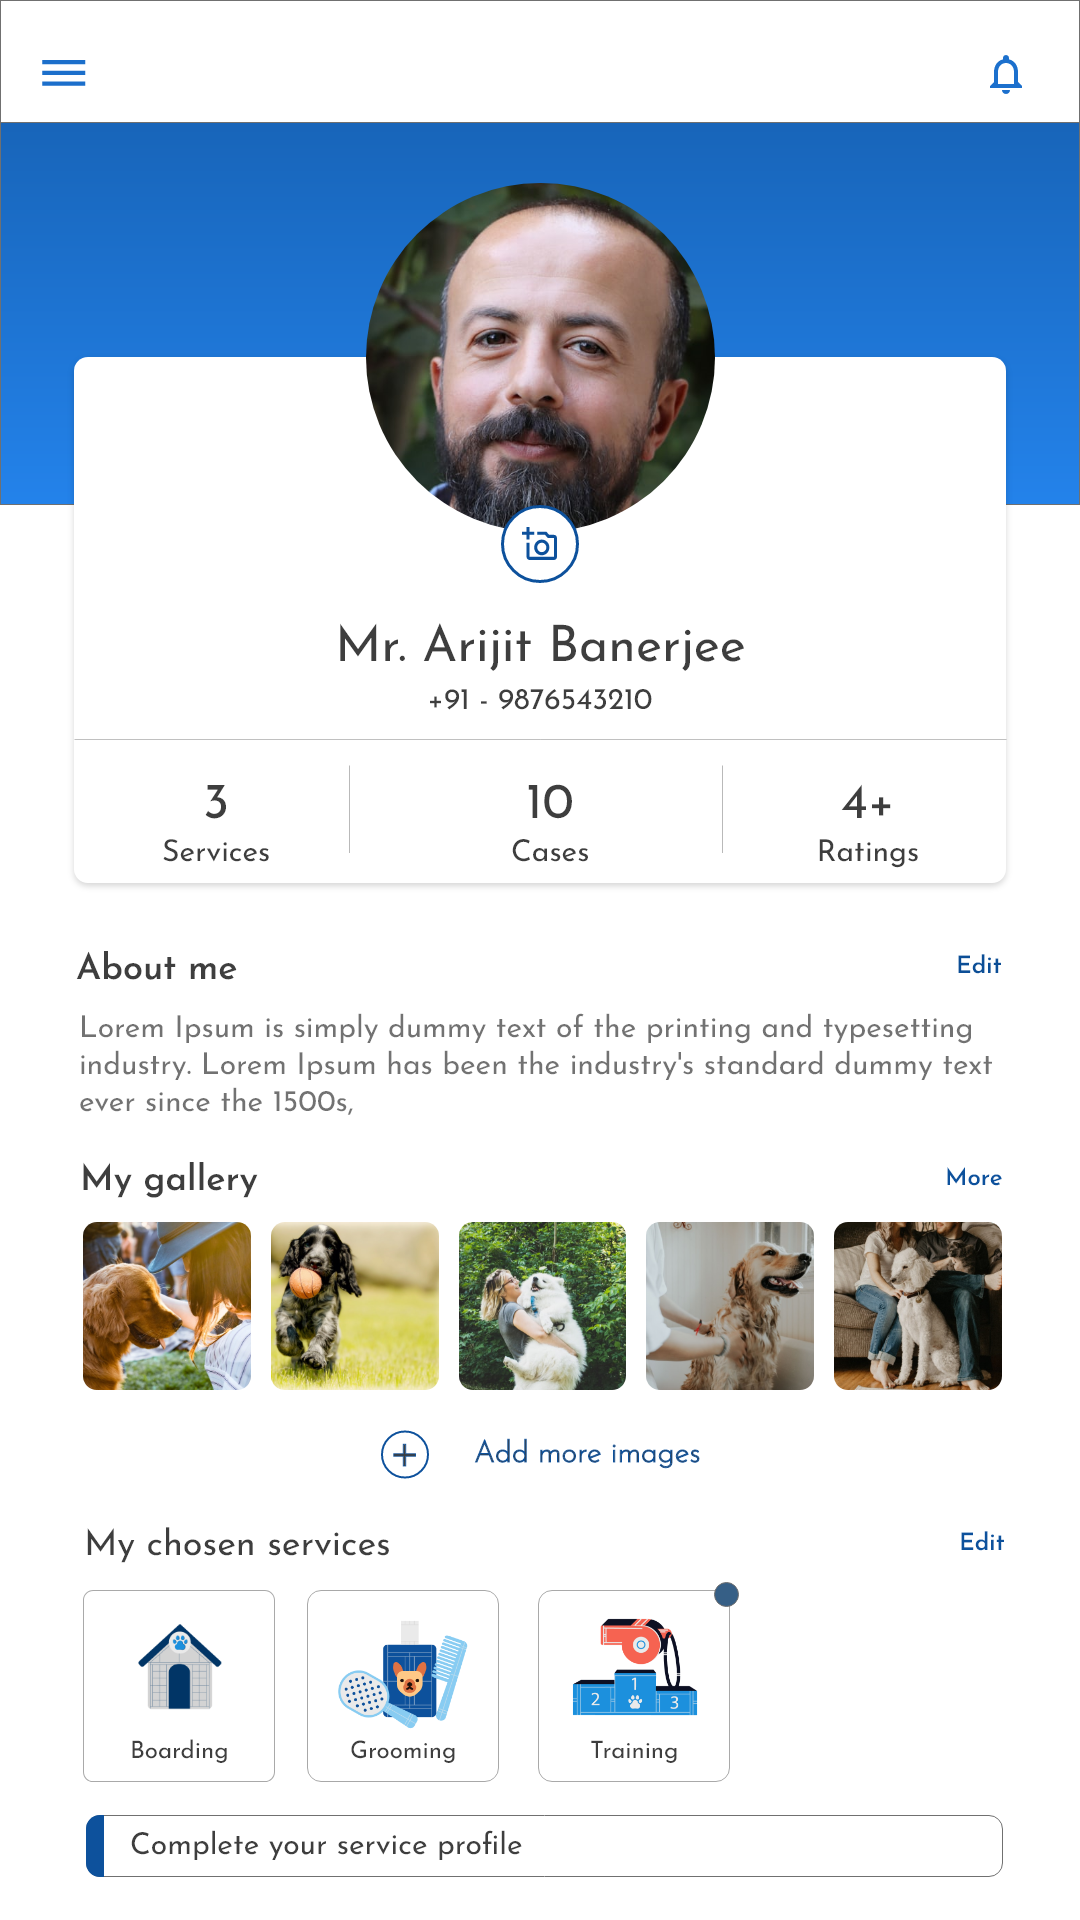 Mr. Arijit Banerjee
+91 - 9876543210
3
Services
10
Cases
4+
Ratings
About me
Edit
Lorem Ipsum is simply dummy text of the printing and typesetting
industry. Lorem Ipsum has been the industry's standard dummy text
ever since the 1500s,
My gallery
More
Add more images
My chosen services
Edit
1
2
3
Boarding
Grooming
Training
Complete your service profile